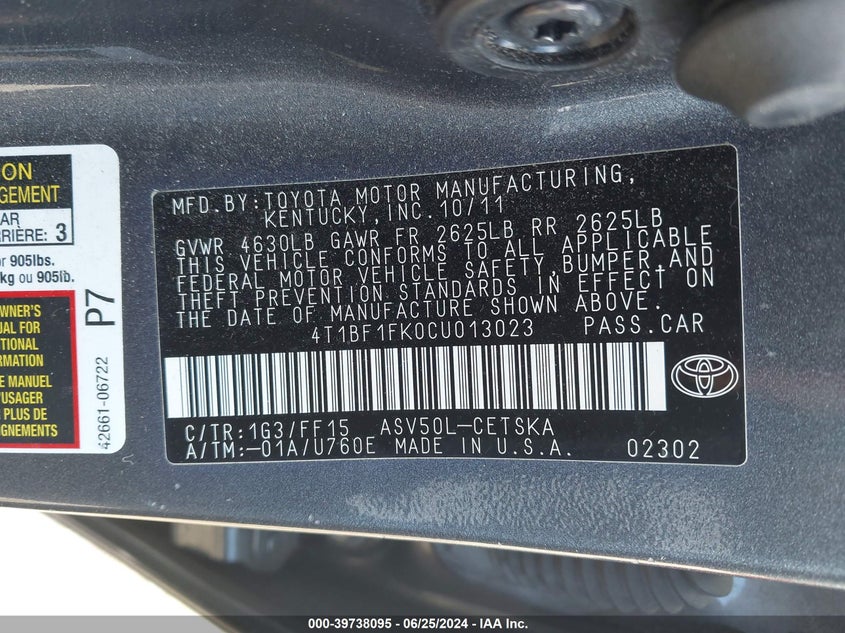 ON
GEMENT
AR
RRIÈRE: 3
r 905lbs.
kg ou 905lb.
WNER'S
UAL FOR
TIONAL
RMATION
E MANUEL
'USAGER
PLUS DE
IGNEMENTS
P7
42661-06722
MFD.BY:TOYOTA MOTOR MANUFACTURING,
KENTUCKY,INC.10/11
GVWR 4630LB GAWR FR 2625LB RR 2625LB
THIS VEHICLE CONFORMS TO ALL APPLICABLE
FEDERAL MOTOR VEHICLE SAFETY,BUMPER,AND
THEFT PREVENTION STANDARDS IN EFFECT ON
THE DATE OF MANUFACTURE SHOWN ABOVE.
4T1BF1FK0CU013023 PASS.CAR
C/TR:1G3/FF15 ASV50L-CETSKA
A/TM:-01A/U760E MADE IN U.S.A. 02302
000-39738095 - 06/25/2024 - IAA Inc.